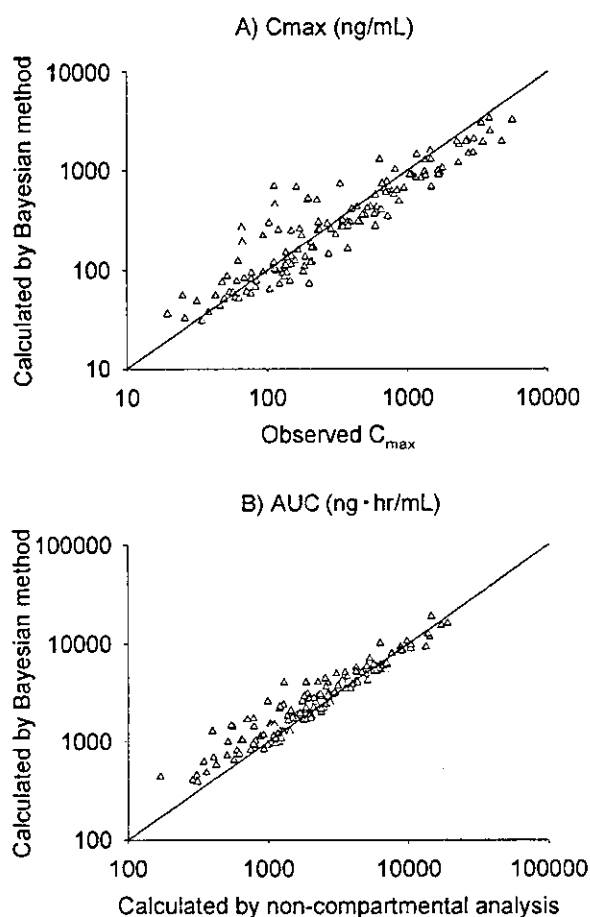 A) Cmax (ng/mL)
10000
1000
100
10
Calculated by Bayesian method
10 100 1000 10000
Observed Cmax
B) AUC (ng·hr/mL)
100000
10000
1000
100
Calculated by Bayesian method
100 1000 10000 100000
Calculated by non-compartmental analysis